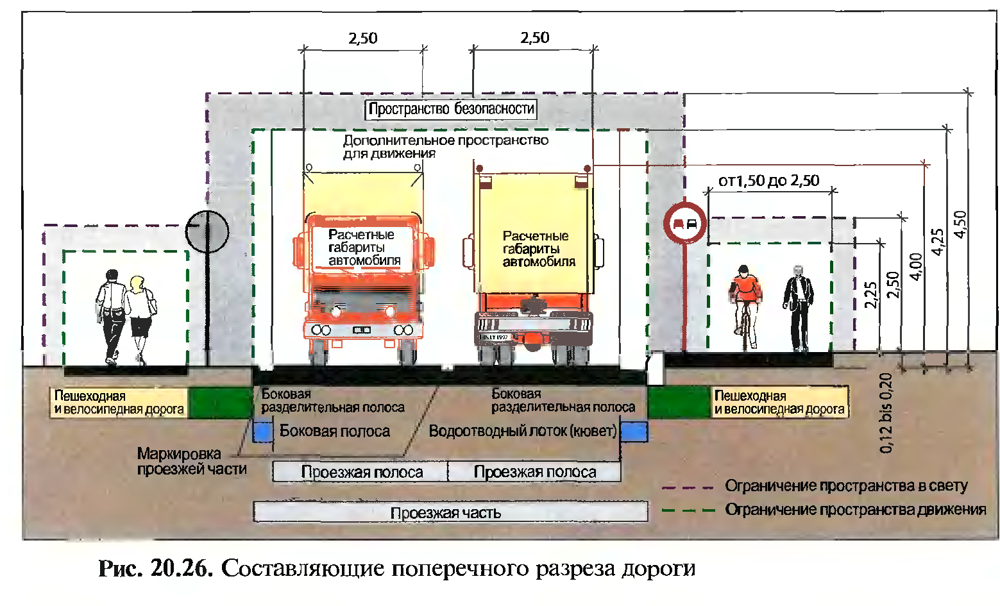 2,50
2,50
Пространство безопасности
Дополнительное пространство
для движения
от1,50 до 2,50
Расчетные
габариты
автомобиля
Расчетные
габариты
автомобиля
2,25
2,50
4,00
4,25
4,50
0,12 bis 0,20
Пешеходная
и велосипедная дорога
Боковая
разделительная полоса
Боковая
разделительная полоса
Пешеходная
и велосипедная дорога
Боковая полоса
Водоотводный лоток (кювет)
Маркировка
проезжей части
Проезжая полоса
Проезжая полоса
Проезжая часть
Ограничение пространства в свету
Ограничение пространства движения
Рис. 20.26. Составляющие поперечного разреза дороги